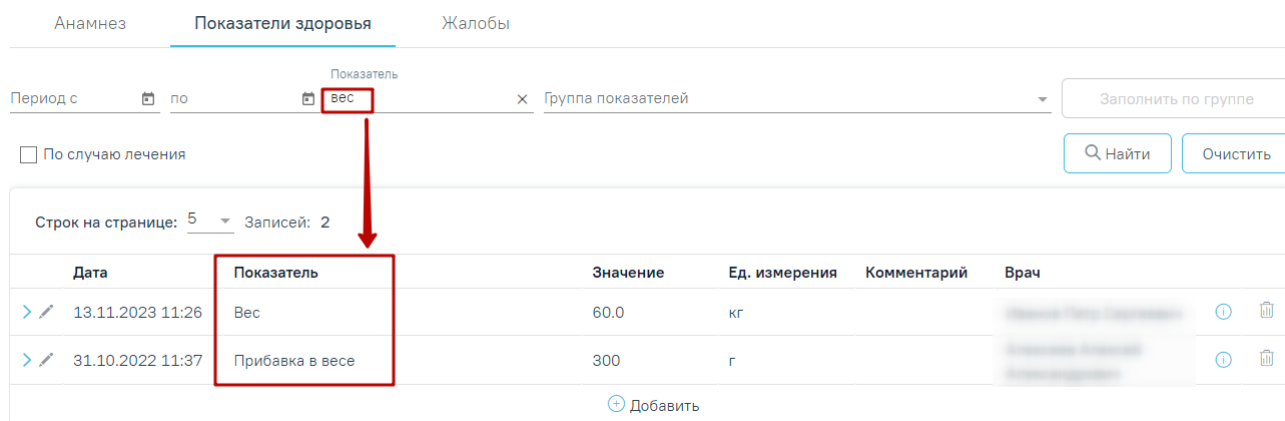 Анамнез Показатели здоровья Жалобы
Показатель
Период с по вес Группа показателей Заполнить по группе
По случаю лечения Найти Очистить
Строк на странице: 5 Записей: 2
Дата Показатель Значение Ед. измерения Комментарий Врач
13.11.2023 11:26 Вес 60.0 кг
31.10.2022 11:37 Прибавка в весе 300 г
Добавить